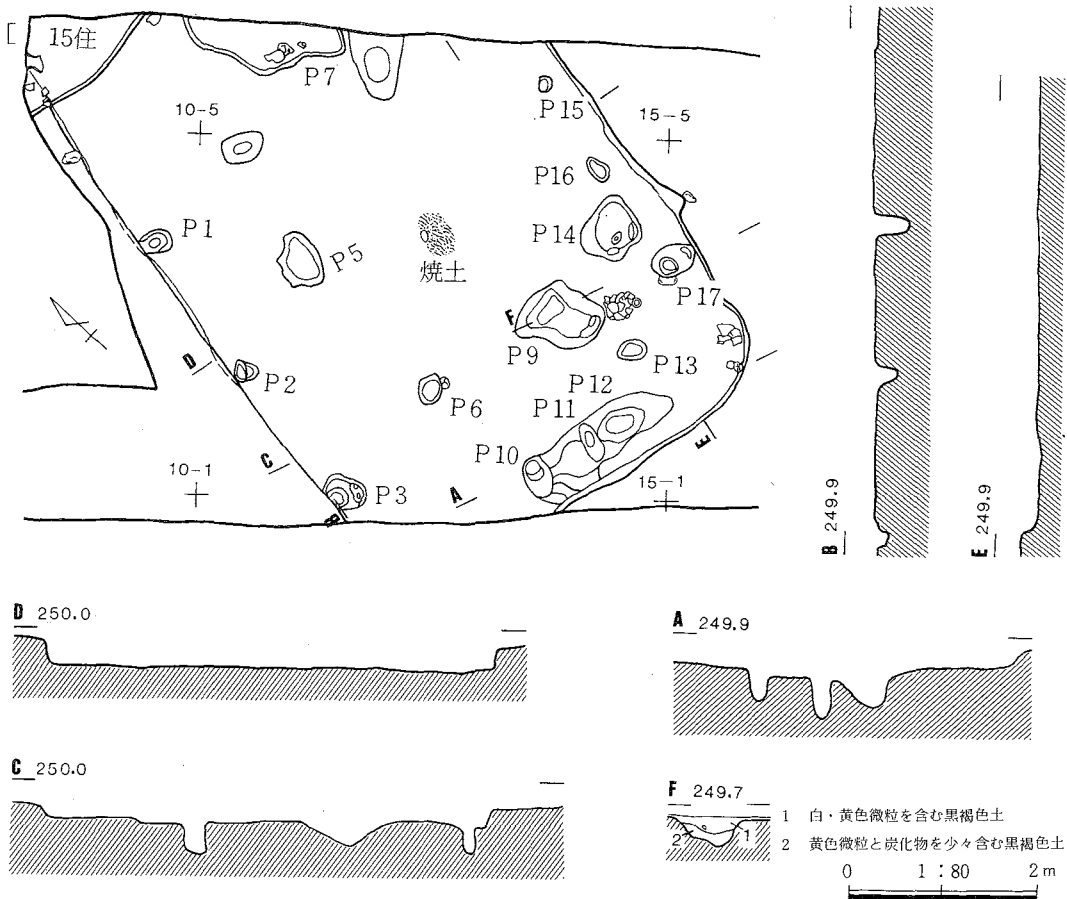 15住
P7
10-5
P15
15-5
P16
P1
P14
P5
焼土
P17
F
P9
P13
D
P2
P12
P6
P11
E
C
P10
10-1
P3
A
15-1
B
B 249.9
E 249.9
D 250.0
A 249.9
C 250.0
F 249.7
2 1
1 白・黄色微粒を含む黒褐色土
2 黄色微粒と炭化物を少々含む黒褐色土
0 1:80 2m